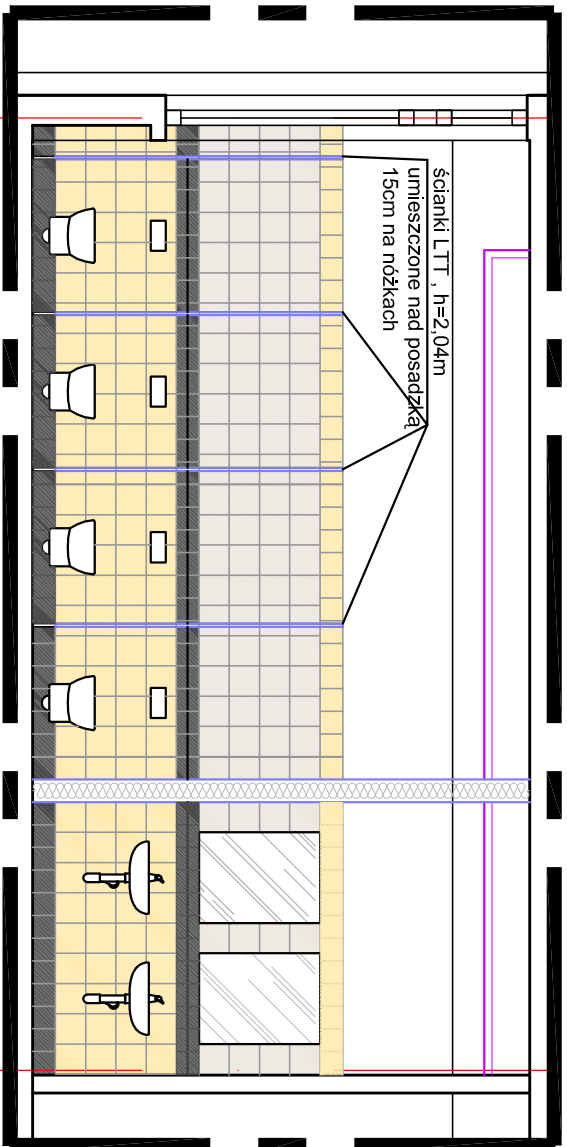 ścianki LTT , h=2,04m
umieszczone nad posadzką
15cm na nóżkach